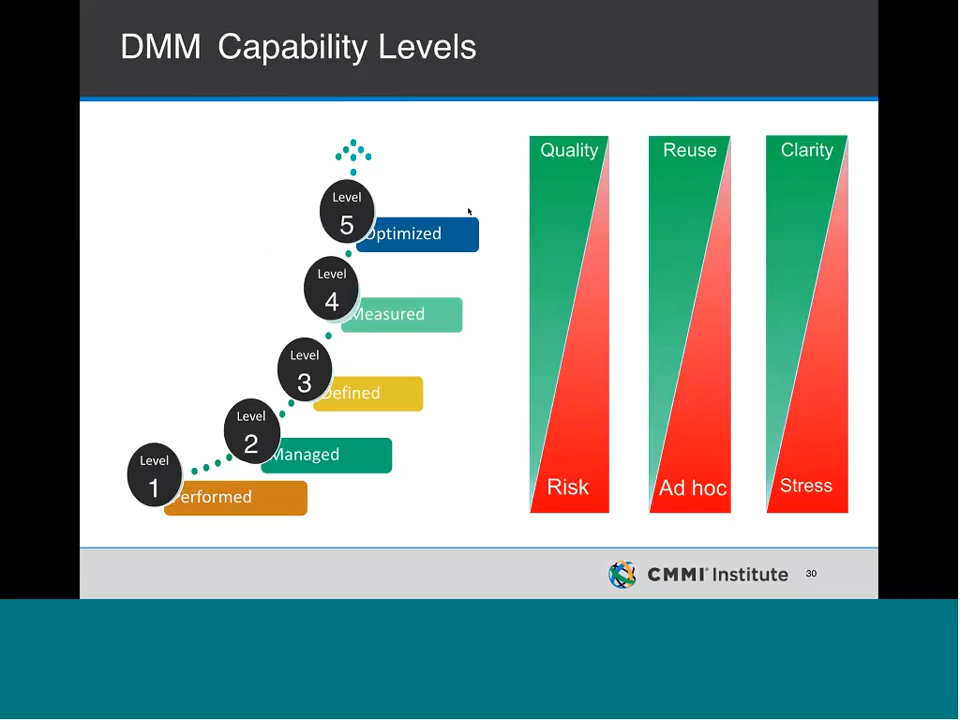 DMM Capability Levels
Level
5
Optimized
Level
4
Measured
Level
3
Defined
Level
2
Managed
Level
1
Performed
Quality
Risk
Reuse
Ad hoc
Clarity
Stress
CMMI® Institute
30